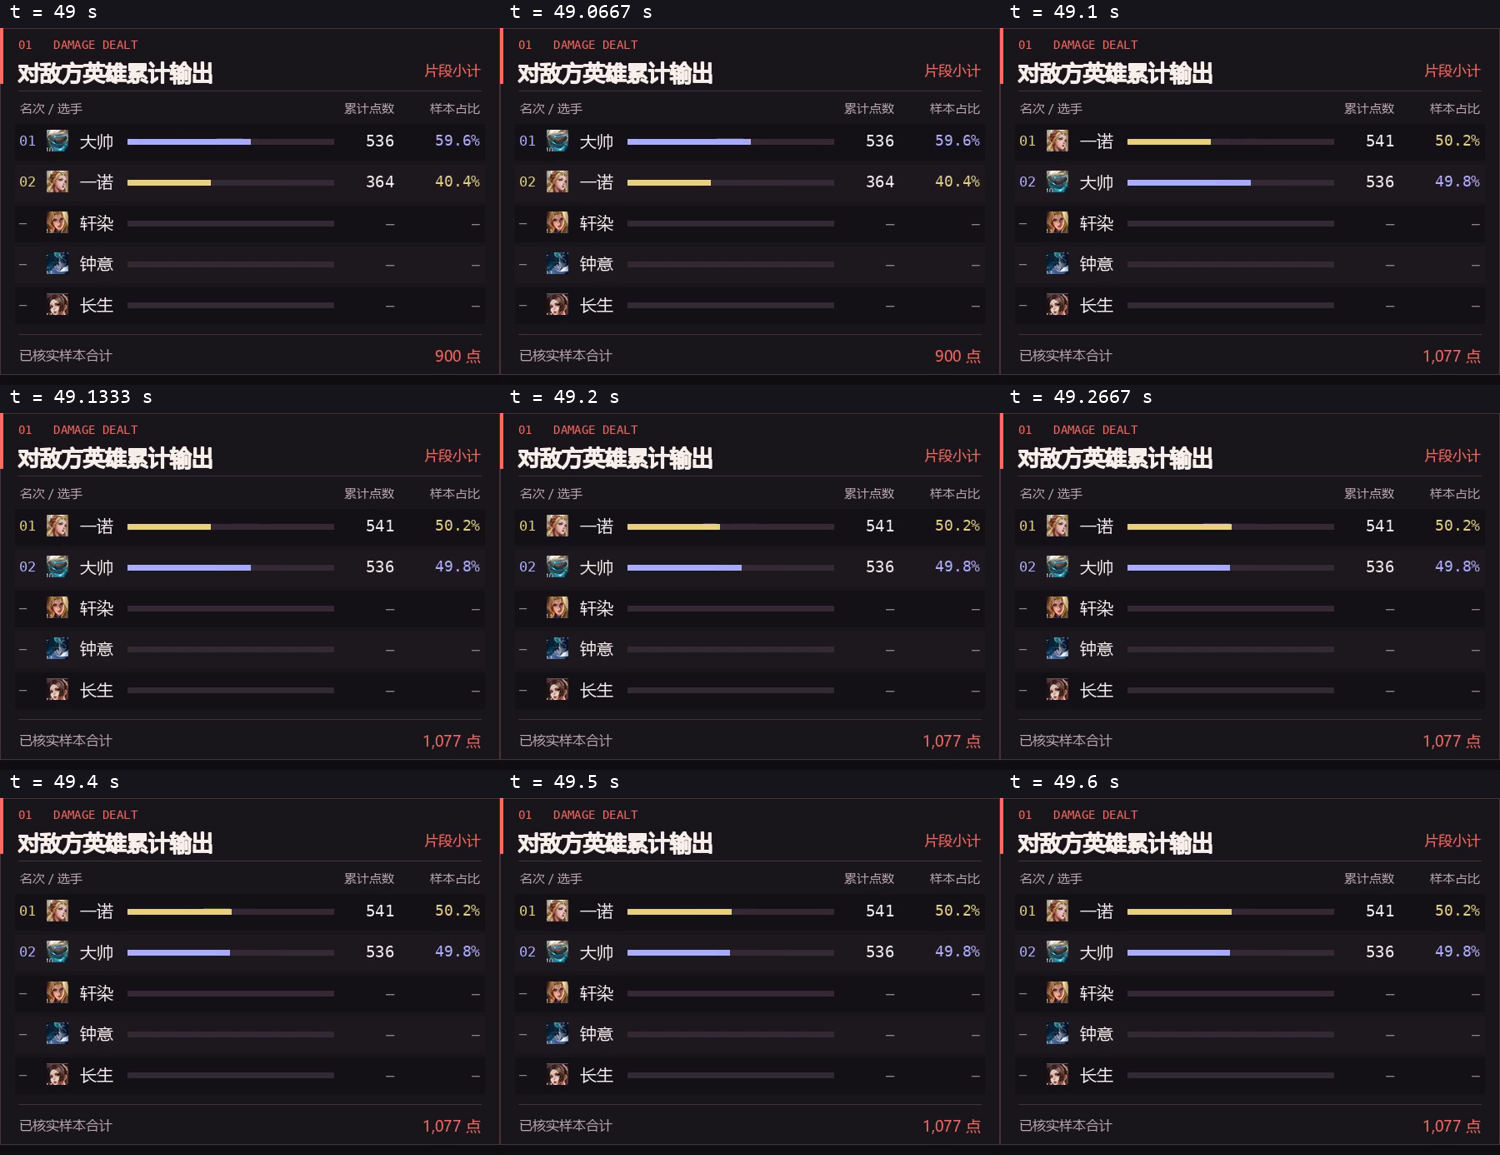 t = 49 s
01 DAMAGE DEALT
对敌方英雄累计输出 片段小计
名次 / 选手 累计点数 样本占比
01 大帅 536 59.6%
02 一诺 364 40.4%
– 轩染 — —
– 钟意 — —
– 长生 — —
已核实样本合计 900 点
t = 49.0667 s
01 DAMAGE DEALT
对敌方英雄累计输出 片段小计
名次 / 选手 累计点数 样本占比
01 大帅 536 59.6%
02 一诺 364 40.4%
– 轩染 — —
– 钟意 — —
– 长生 — —
已核实样本合计 900 点
t = 49.1 s
01 DAMAGE DEALT
对敌方英雄累计输出 片段小计
名次 / 选手 累计点数 样本占比
01 一诺 541 50.2%
02 大帅 536 49.8%
– 轩染 — —
– 钟意 — —
– 长生 — —
已核实样本合计 1,077 点
t = 49.1333 s
01 DAMAGE DEALT
对敌方英雄累计输出 片段小计
名次 / 选手 累计点数 样本占比
01 一诺 541 50.2%
02 大帅 536 49.8%
– 轩染 — —
– 钟意 — —
– 长生 — —
已核实样本合计 1,077 点
t = 49.2 s
01 DAMAGE DEALT
对敌方英雄累计输出 片段小计
名次 / 选手 累计点数 样本占比
01 一诺 541 50.2%
02 大帅 536 49.8%
– 轩染 — —
– 钟意 — —
– 长生 — —
已核实样本合计 1,077 点
t = 49.2667 s
01 DAMAGE DEALT
对敌方英雄累计输出 片段小计
名次 / 选手 累计点数 样本占比
01 一诺 541 50.2%
02 大帅 536 49.8%
– 轩染 — —
– 钟意 — —
– 长生 — —
已核实样本合计 1,077 点
t = 49.4 s
01 DAMAGE DEALT
对敌方英雄累计输出 片段小计
名次 / 选手 累计点数 样本占比
01 一诺 541 50.2%
02 大帅 536 49.8%
– 轩染 — —
– 钟意 — —
– 长生 — —
已核实样本合计 1,077 点
t = 49.5 s
01 DAMAGE DEALT
对敌方英雄累计输出 片段小计
名次 / 选手 累计点数 样本占比
01 一诺 541 50.2%
02 大帅 536 49.8%
– 轩染 — —
– 钟意 — —
– 长生 — —
已核实样本合计 1,077 点
t = 49.6 s
01 DAMAGE DEALT
对敌方英雄累计输出 片段小计
名次 / 选手 累计点数 样本占比
01 一诺 541 50.2%
02 大帅 536 49.8%
– 轩染 — —
– 钟意 — —
– 长生 — —
已核实样本合计 1,077 点